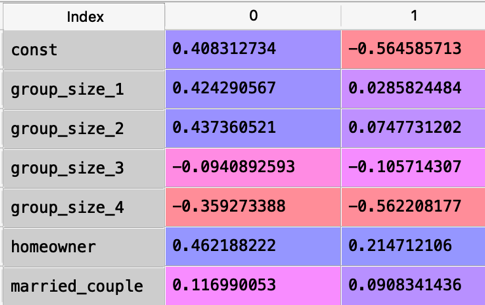 Index 0 1
const 0.408312734 -0.564585713
group_size_1 0.424290567 0.0285824484
group_size_2 0.437360521 0.0747731202
group_size_3 -0.0940892593 -0.105714307
group_size_4 -0.359273388 -0.562208177
homeowner 0.462188222 0.214712106
married_couple 0.116990053 0.0908341436